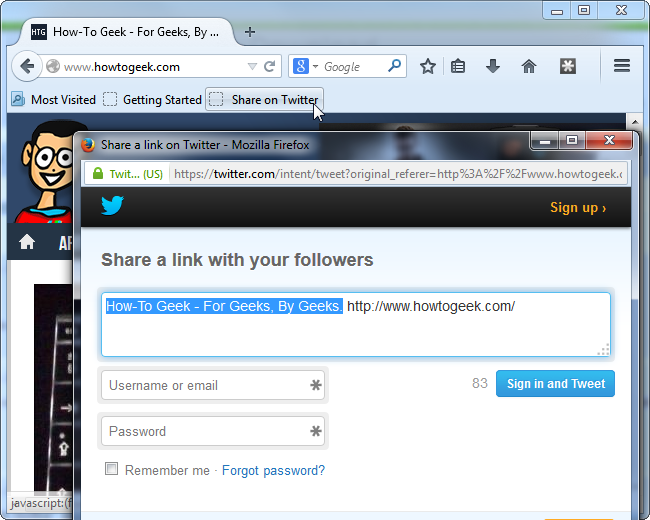 HTG How-To Geek - For Geeks, By ...
www.howtogeek.com
Google
Most Visited Getting Started Share on Twitter
Share a link on Twitter - Mozilla Firefox
Twit... (US) https://twitter.com/intent/tweet?original_referer=http%3A%2F%2Fwww.howtogeek.c
Sign up ›
AR
Share a link with your followers
How-To Geek - For Geeks, By Geeks. http://www.howtogeek.com/
Username or email
83 Sign in and Tweet
Password
Remember me · Forgot password?
javascript:(f